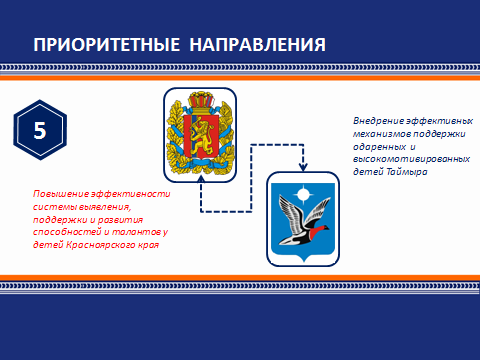 ПРИОРИТЕТНЫЕ НАПРАВЛЕНИЯ
5
Повышение эффективности
системы выявления,
поддержки и развития
способностей и талантов у
детей Красноярского края
Внедрение эффективных
механизмов поддержки
одаренных и
высокомотивированных
детей Таймыра